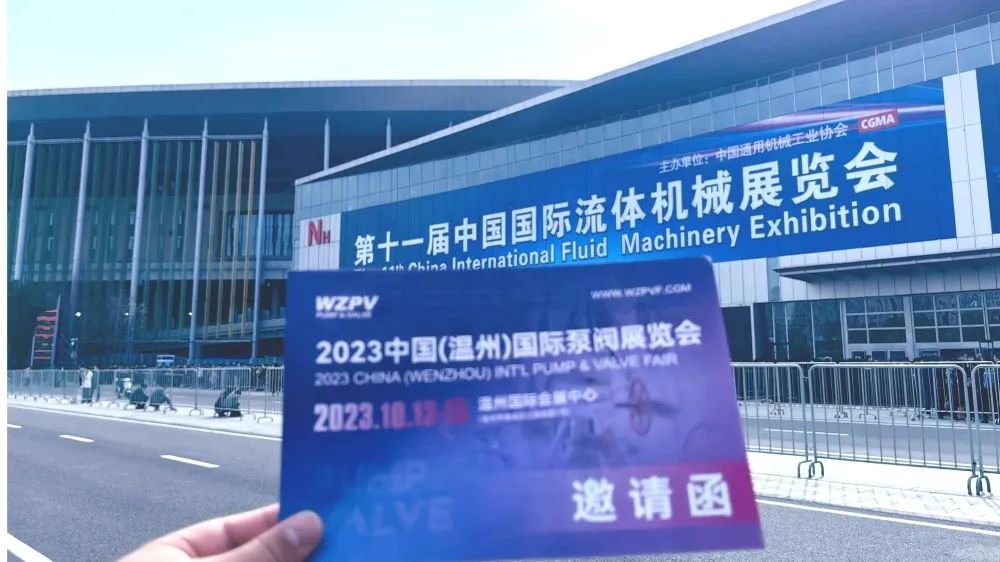 主办单位：中国通用机械工业协会 CGMA
NH
第十一届中国国际流体机械展览会
11th China International Fluid Machinery Exhibition
WZPV
PUMP & VALVE
WWW.WZPVF.COM
2023中国(温州)国际泵阀展览会
2023 CHINA (WENZHOU) INT'L PUMP & VALVE FAIR
2023.10.13-15
温州国际会展中心
邀请函